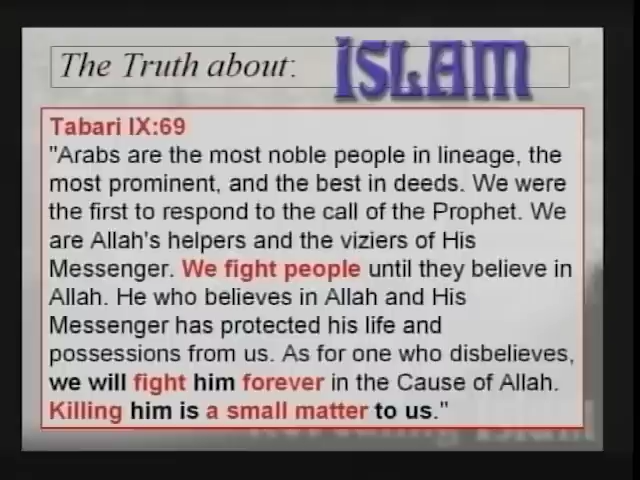 The Truth about: ISLAM
Tabari IX:69
"Arabs are the most noble people in lineage, the
most prominent, and the best in deeds. We were
the first to respond to the call of the Prophet. We
are Allah's helpers and the viziers of His
Messenger. We fight people until they believe in
Allah. He who believes in Allah and His
Messenger has protected his life and
possessions from us. As for one who disbelieves,
we will fight him forever in the Cause of Allah.
Killing him is a small matter to us."